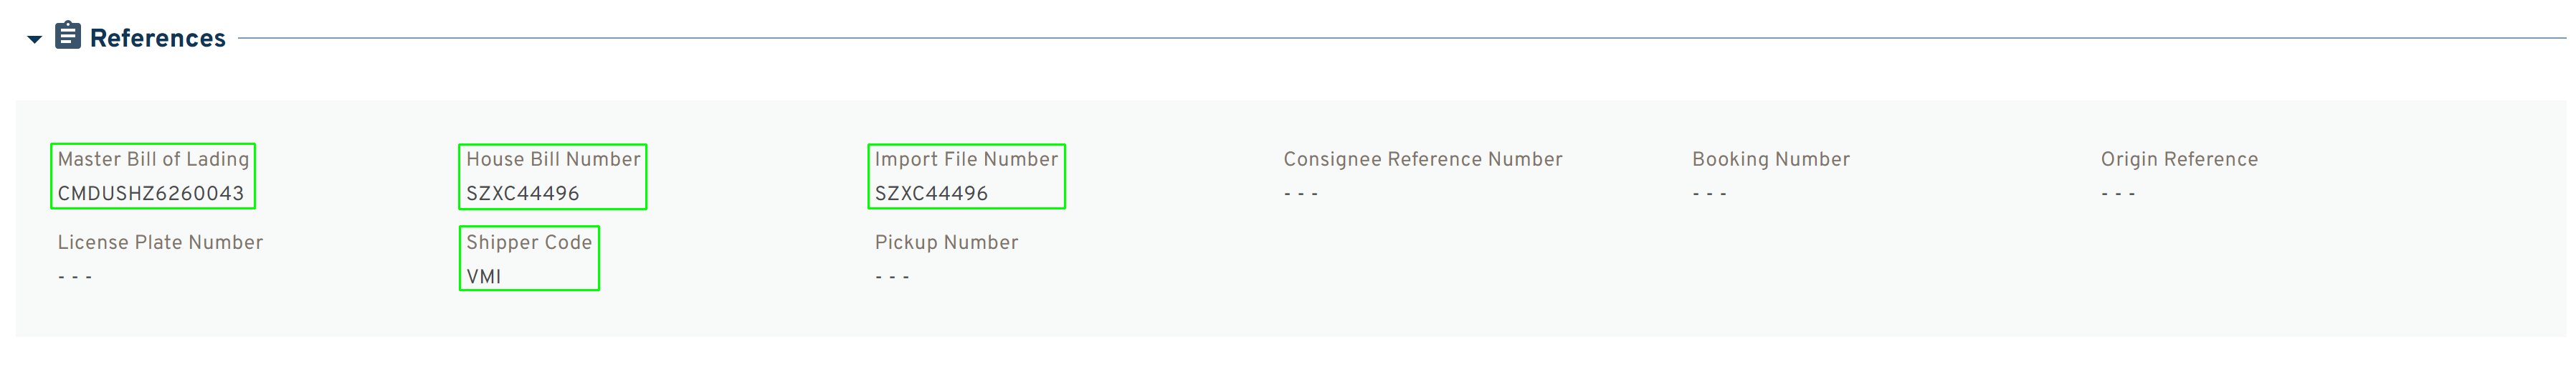 References
Master Bill of Lading
CMDUSHZ6260043
House Bill Number
SZXC44496
Import File Number
SZXC44496
Consignee Reference Number
- - -
Booking Number
- - -
Origin Reference
- - -
License Plate Number
- - -
Shipper Code
VMI
Pickup Number
- - -